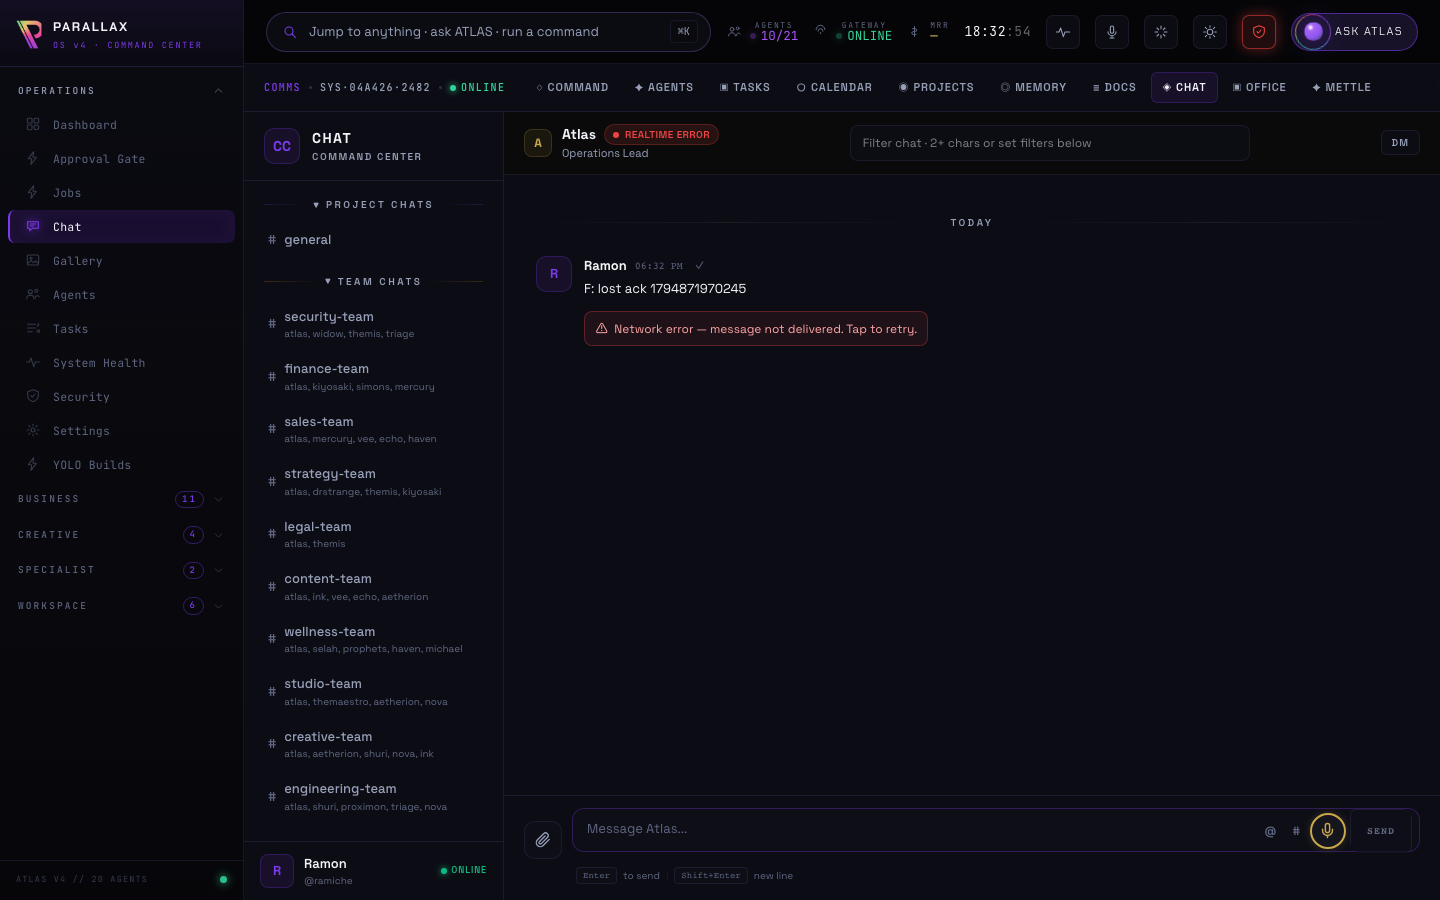 PARALLAX
OS v4 · COMMAND CENTER
OPERATIONS
Dashboard
Approval Gate
Jobs
Chat
Gallery
Agents
Tasks
System Health
Security
Settings
YOLO Builds
BUSINESS 11
CREATIVE 4
SPECIALIST 2
WORKSPACE 6
ATLAS V4 // 20 AGENTS
Jump to anything · ask ATLAS · run a command ⌘K
AGENTS
10/21
GATEWAY
ONLINE
MRR
—
18:32:54
ASK ATLAS
COMMS · SYS·04A426·2482 · ONLINE
COMMAND
AGENTS
TASKS
CALENDAR
PROJECTS
MEMORY
DOCS
CHAT
OFFICE
METTLE
CC
CHAT
COMMAND CENTER
▼ PROJECT CHATS
# general
▼ TEAM CHATS
# security-team
atlas, widow, themis, triage
# finance-team
atlas, kiyosaki, simons, mercury
# sales-team
atlas, mercury, vee, echo, haven
# strategy-team
atlas, drstrange, themis, kiyosaki
# legal-team
atlas, themis
# content-team
atlas, ink, vee, echo, aetherion
# wellness-team
atlas, selah, prophets, haven, michael
# studio-team
atlas, themaestro, aetherion, nova
# creative-team
atlas, aetherion, shuri, nova, ink
# engineering-team
atlas, shuri, proximon, triage, nova
R
Ramon
@ramiche
ONLINE
A
Atlas REALTIME ERROR
Operations Lead
Filter chat · 2+ chars or set filters below
DM
TODAY
R
Ramon 06:32 PM ✓
F: lost ack 1794871970245
Network error — message not delivered. Tap to retry.
Message Atlas...
@ # SEND
Enter to send | Shift+Enter new line